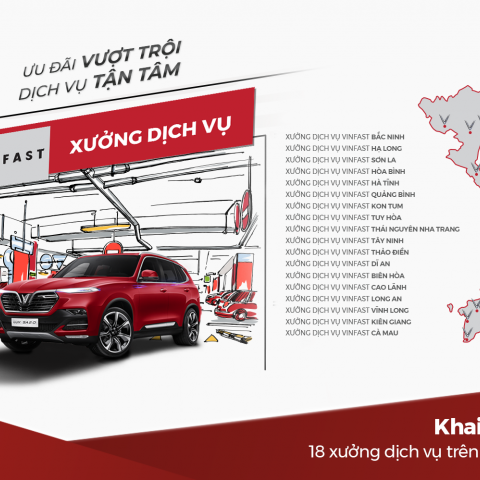 ƯU ĐÃI VƯỢT TRỘI
DỊCH VỤ TẬN TÂM
FAST
XƯỞNG DỊCH VỤ
XƯỞNG DỊCH VỤ VINFAST BẮC NINH
XƯỞNG DỊCH VỤ VINFAST HẠ LONG
XƯỞNG DỊCH VỤ VINFAST SƠN LA
XƯỞNG DỊCH VỤ VINFAST HÒA BÌNH
XƯỞNG DỊCH VỤ VINFAST HÀ TĨNH
XƯỞNG DỊCH VỤ VINFAST QUẢNG BÌNH
XƯỞNG DỊCH VỤ VINFAST KON TUM
XƯỞNG DỊCH VỤ VINFAST TUY HÒA
XƯỞNG DỊCH VỤ VINFAST THÁI NGUYÊN NHA TRANG
XƯỞNG DỊCH VỤ VINFAST TÂY NINH
XƯỞNG DỊCH VỤ VINFAST THẢO ĐIỀN
XƯỞNG DỊCH VỤ VINFAST DĨ AN
XƯỞNG DỊCH VỤ VINFAST BIÊN HÒA
XƯỞNG DỊCH VỤ VINFAST CAO LÃNH
XƯỞNG DỊCH VỤ VINFAST LONG AN
XƯỞNG DỊCH VỤ VINFAST VĨNH LONG
XƯỞNG DỊCH VỤ VINFAST KIÊN GIANG
XƯỞNG DỊCH VỤ VINFAST CÀ MAU
Khai
18 xưởng dịch vụ trên